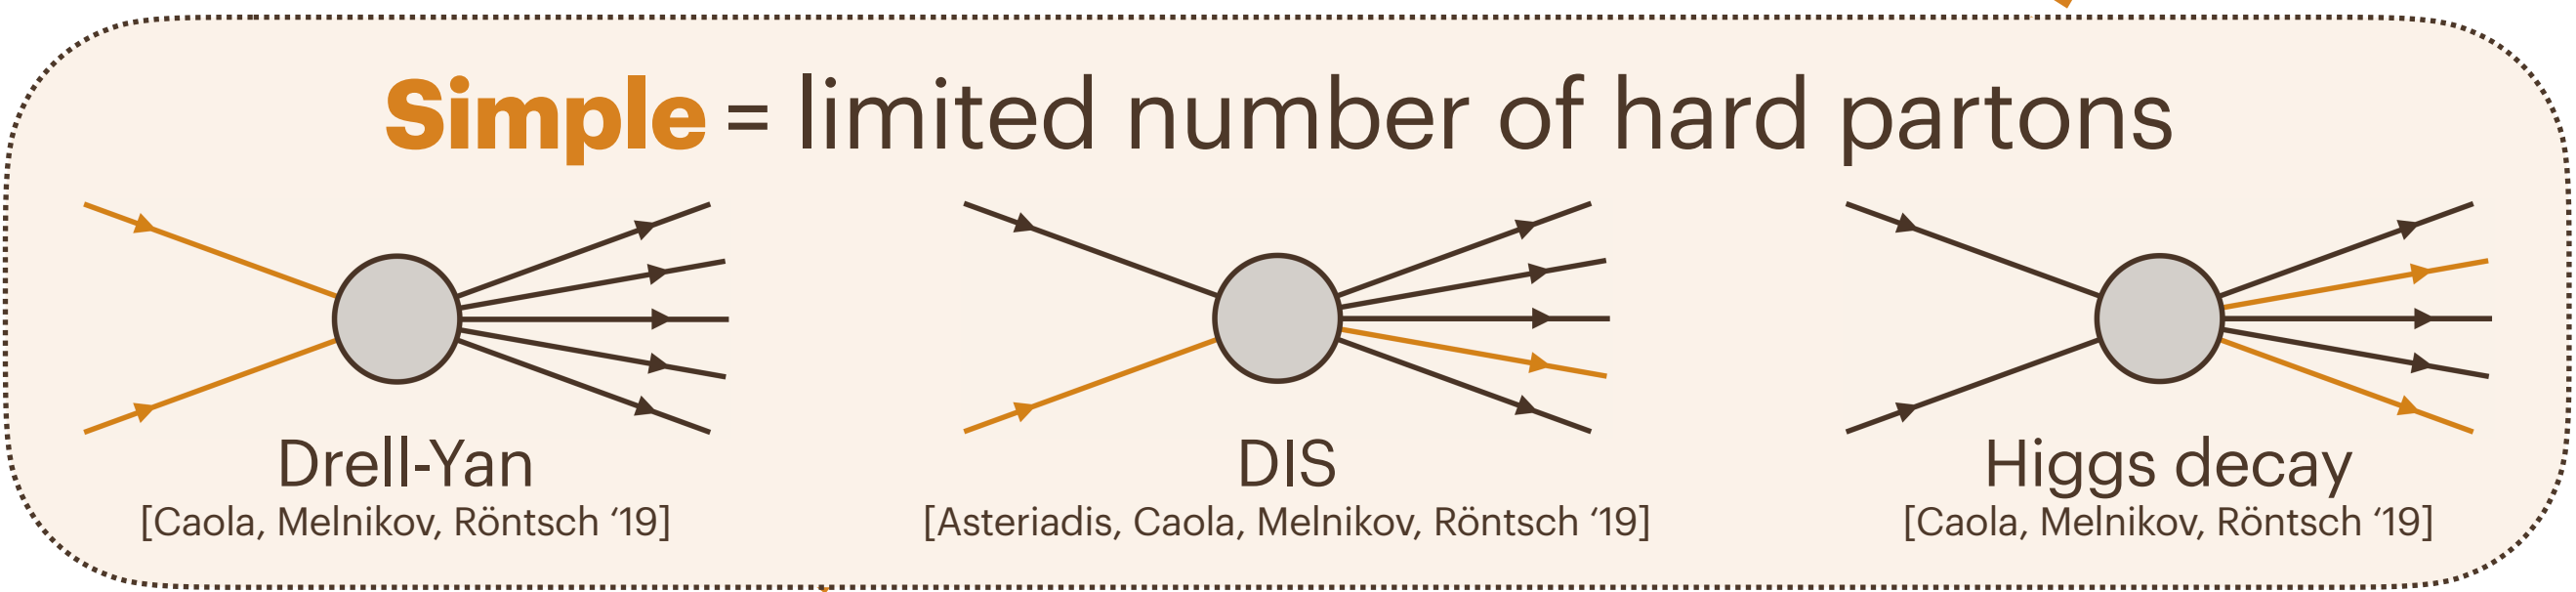 Simple = limited number of hard partons
Drell-Yan
[Caola, Melnikov, Röntsch ‘19]
DIS
[Asteriadis, Caola, Melnikov, Röntsch ‘19]
Higgs decay
[Caola, Melnikov, Röntsch ‘19]